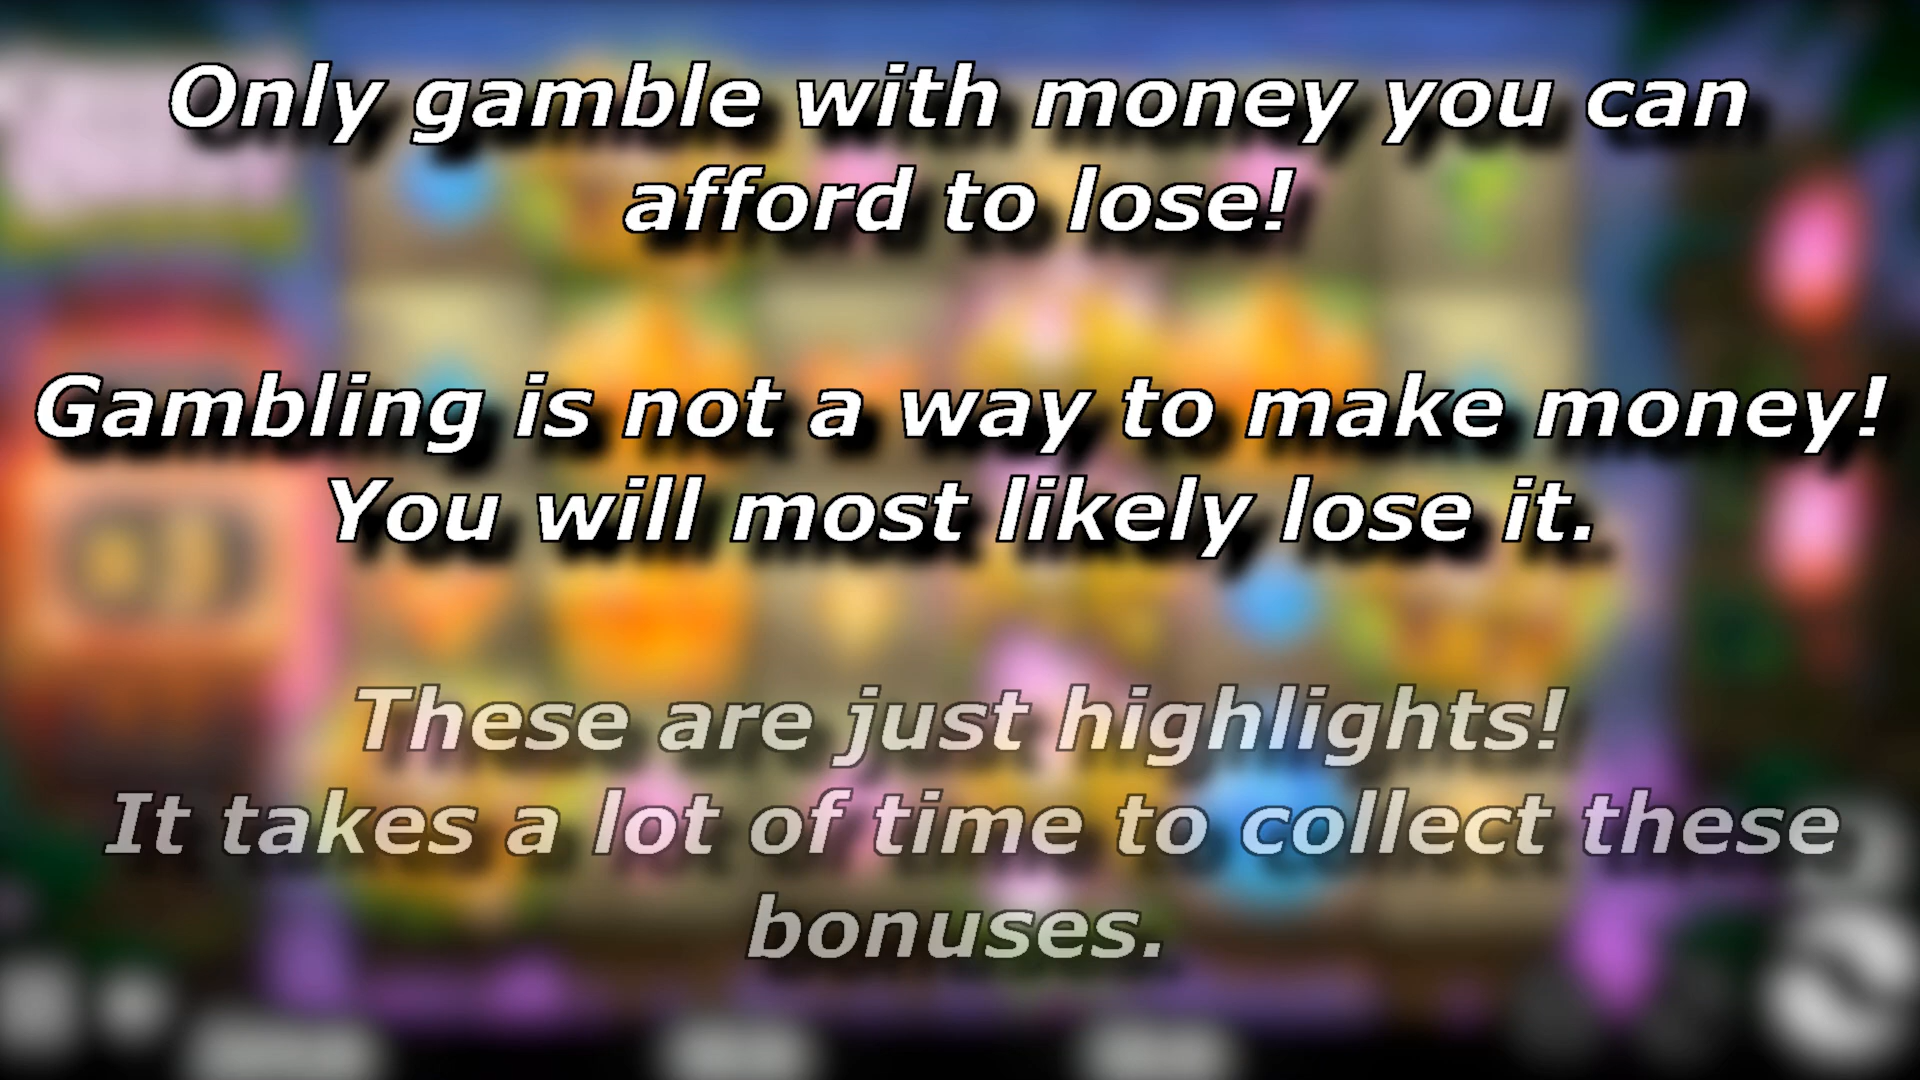 Only gamble with money you can
afford to lose!
Gambling is not a way to make money!
You will most likely lose it.
These are just highlights!
It takes a lot of time to collect these
bonuses.